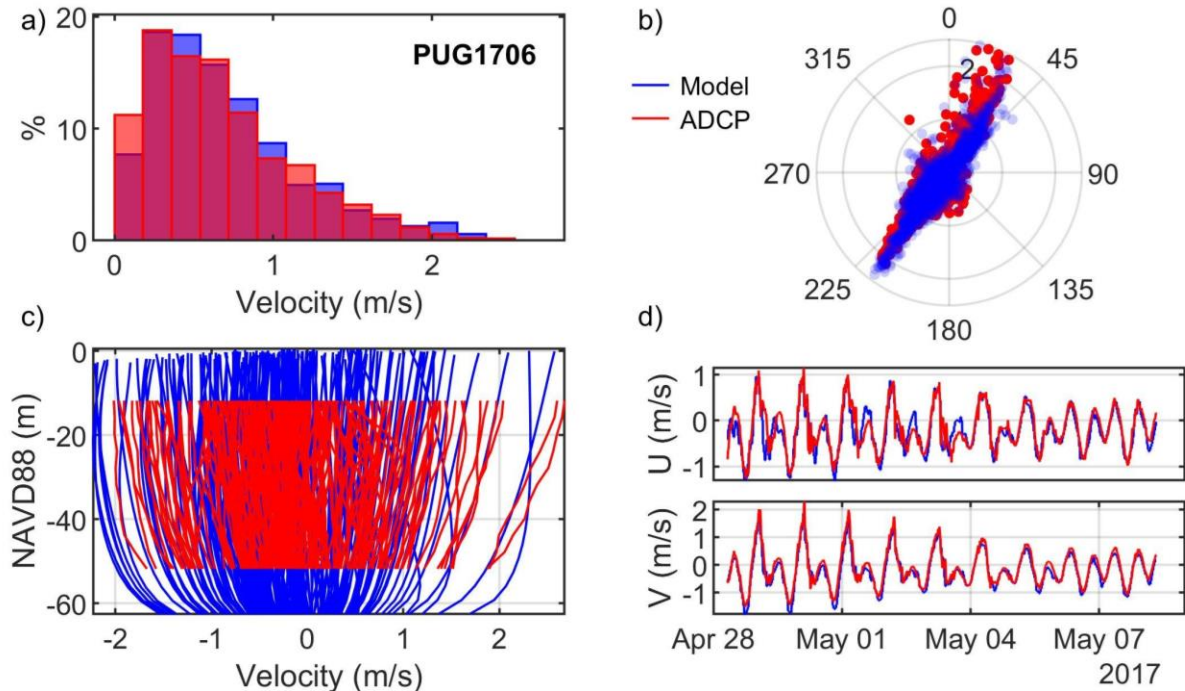 a)
20
10
0
%
PUG1706
0 1 2
Velocity (m/s)
b)
0
45
90
135
180
225
270
315
2
Model
ADCP
c)
0
-20
-40
-60
NAVD88 (m)
-2 -1 0 1 2
Velocity (m/s)
d)
1
0
-1
U (m/s)
2
1
0
-1
V (m/s)
Apr 28 May 01 May 04 May 07
2017